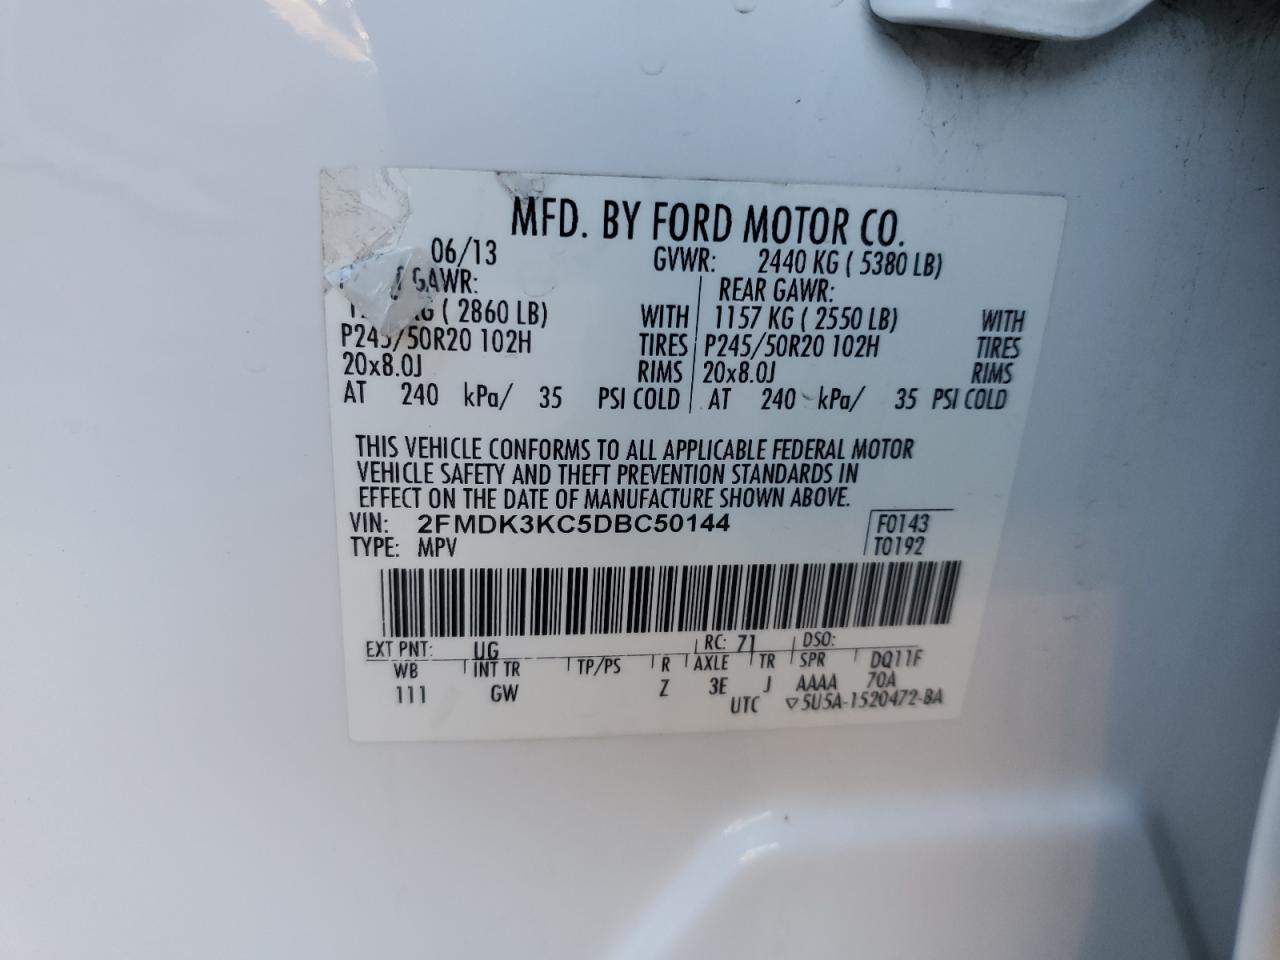 MFD. BY FORD MOTOR CO.
06/13 GVWR: 2440 KG ( 5380 LB)
GAWR: REAR GAWR:
KG ( 2860 LB) WITH 1157 KG ( 2550 LB) WITH
P245/50R20 102H TIRES P245/50R20 102H TIRES
20x8.0J RIMS 20x8.0J RIMS
AT 240 kPa/ 35 PSI COLD AT 240 kPa/ 35 PSI COLD
THIS VEHICLE CONFORMS TO ALL APPLICABLE FEDERAL MOTOR
VEHICLE SAFETY AND THEFT PREVENTION STANDARDS IN
EFFECT ON THE DATE OF MANUFACTURE SHOWN ABOVE.
VIN: 2FMDK3KC5DBC50144 F0143
TYPE: MPV T0192
EXT PNT: UG RC: 71 DSO:
WB INT TR TP/PS R AXLE TR SPR DQ11F
111 GW Z 3E J AAAA 70A
UTC ▽5U5A-1520472-BA